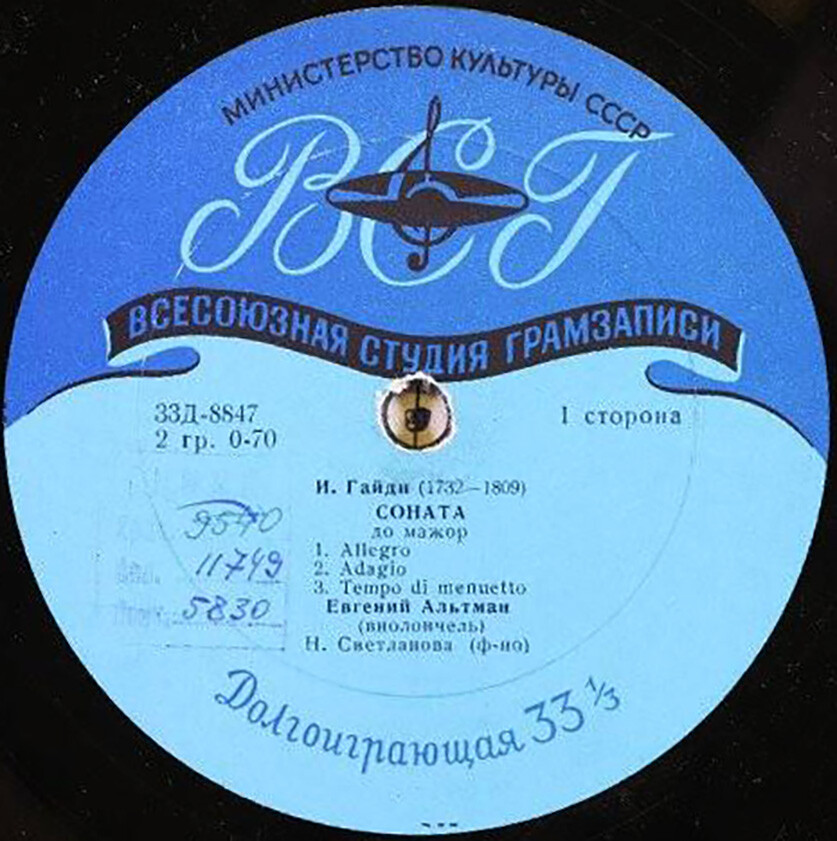 МИНИСТЕРСТВО КУЛЬТУРЫ СССР
ВСГ
ВСЕСОЮЗНАЯ СТУДИЯ ГРАМЗАПИСИ
33Д-8847
2 гр. 0-70
I сторона
И. Гайдн (1732—1809)
СОНАТА
до мажор
1. Allegro
2. Adagio
3. Tempo di menuetto
Евгений Альтман
(виолончель)
Н. Светланова (ф-но)
9540
11749
5830
Долгоиграющая 33 1/3